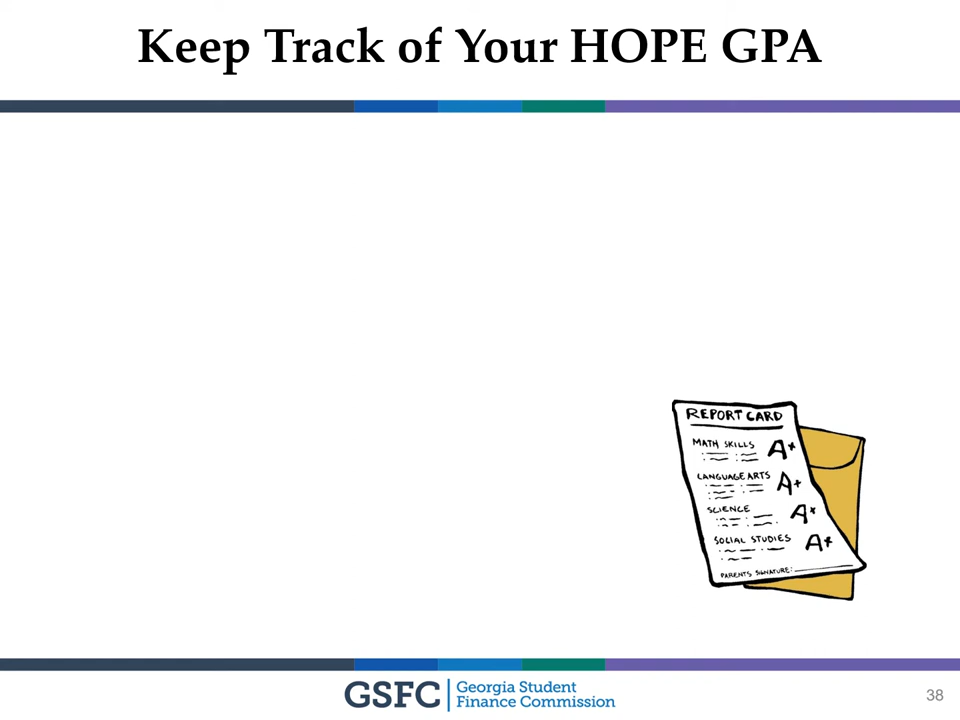 Keep Track of Your HOPE GPA
REPORT CARD
MATH SKILLS A+
LANGUAGE ARTS A+
SCIENCE A+
SOCIAL STUDIES A+
PARENTS SIGNATURE:
GSFC
Georgia Student
Finance Commission
38